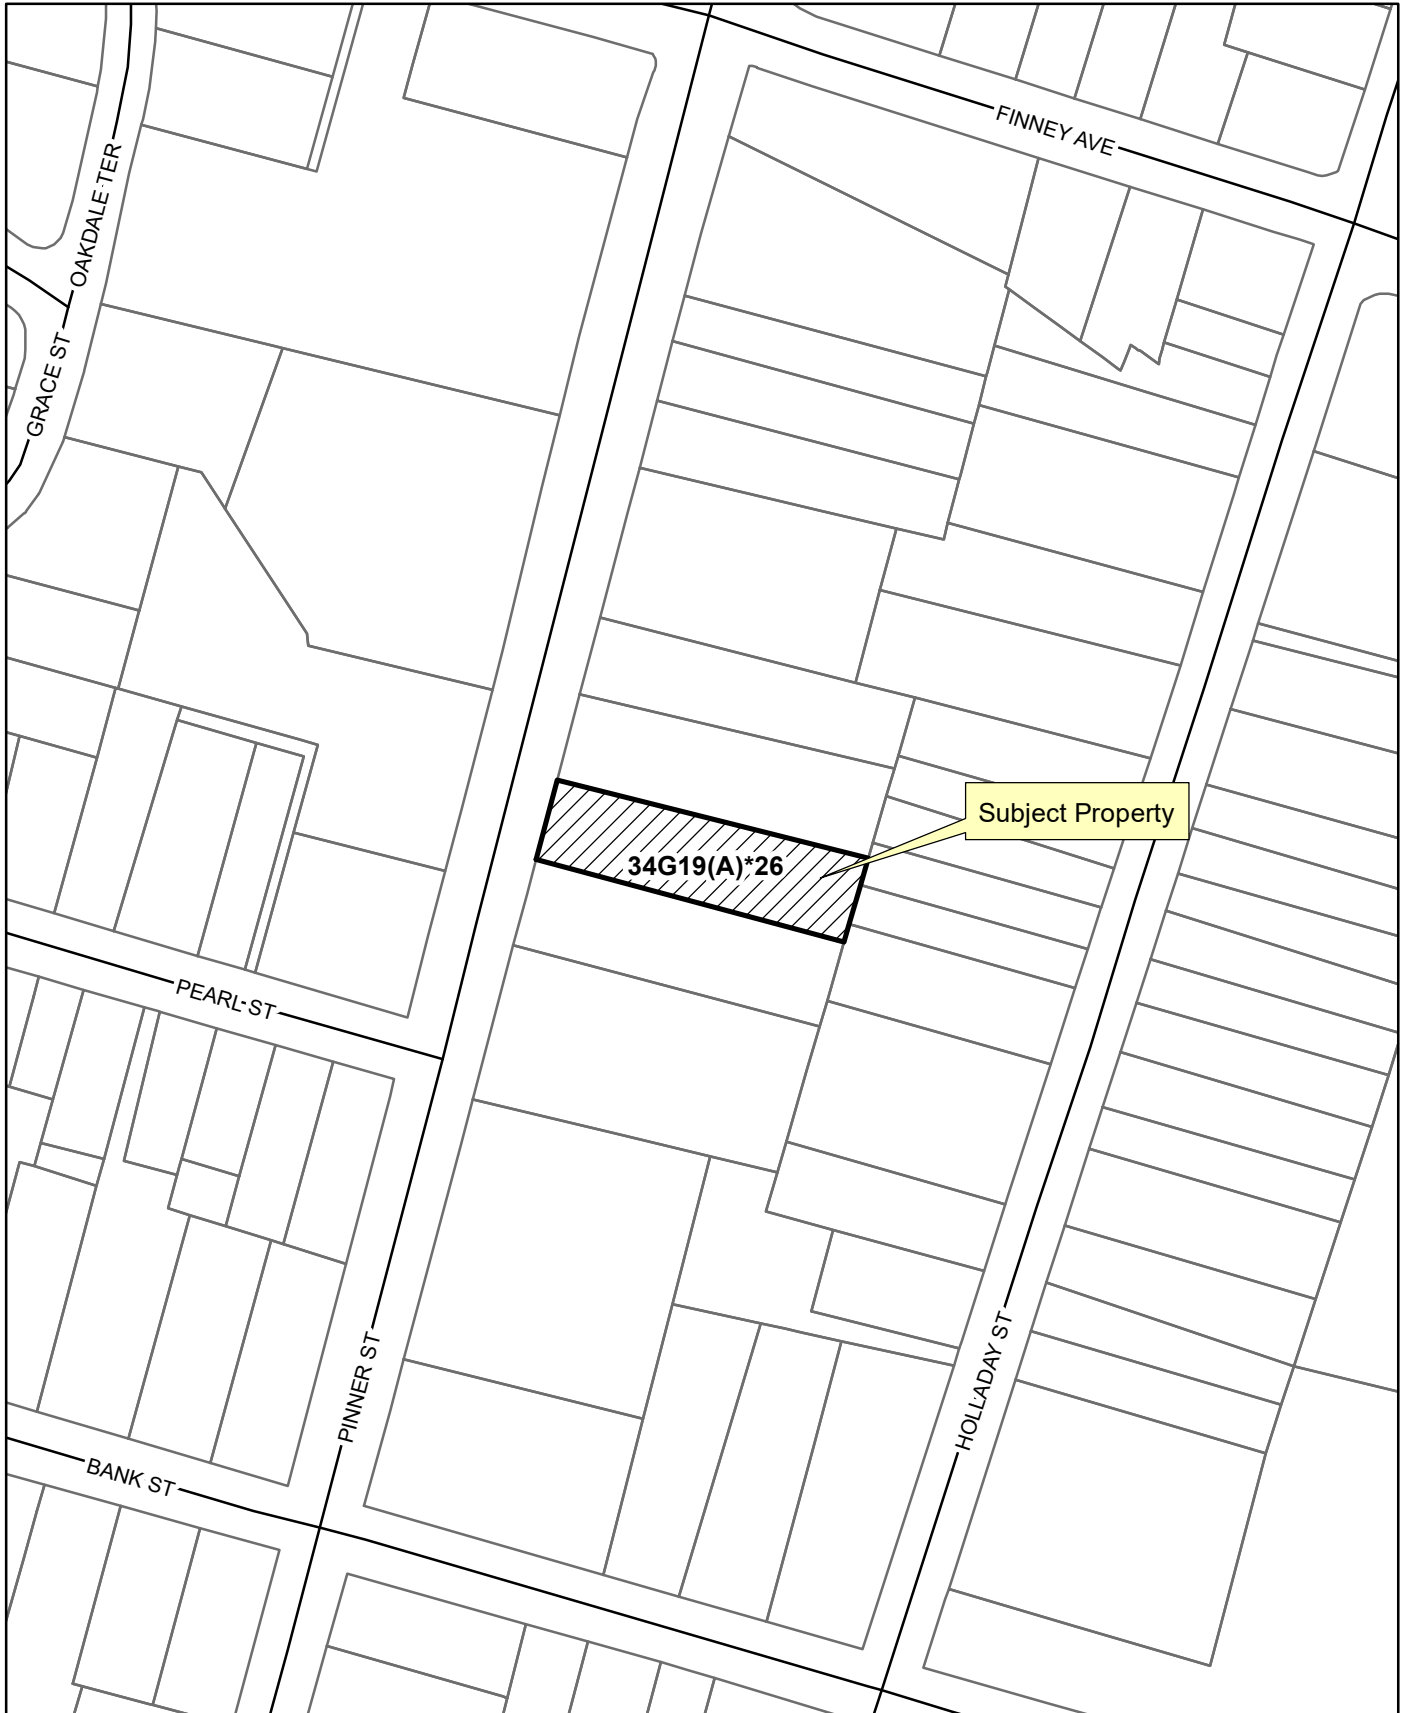 FINNEY AVE
OAKDALE TER
GRACE ST
Subject Property
34G19(A)*26
PEARL ST
PINNER ST
HOLLADAY ST
BANK ST